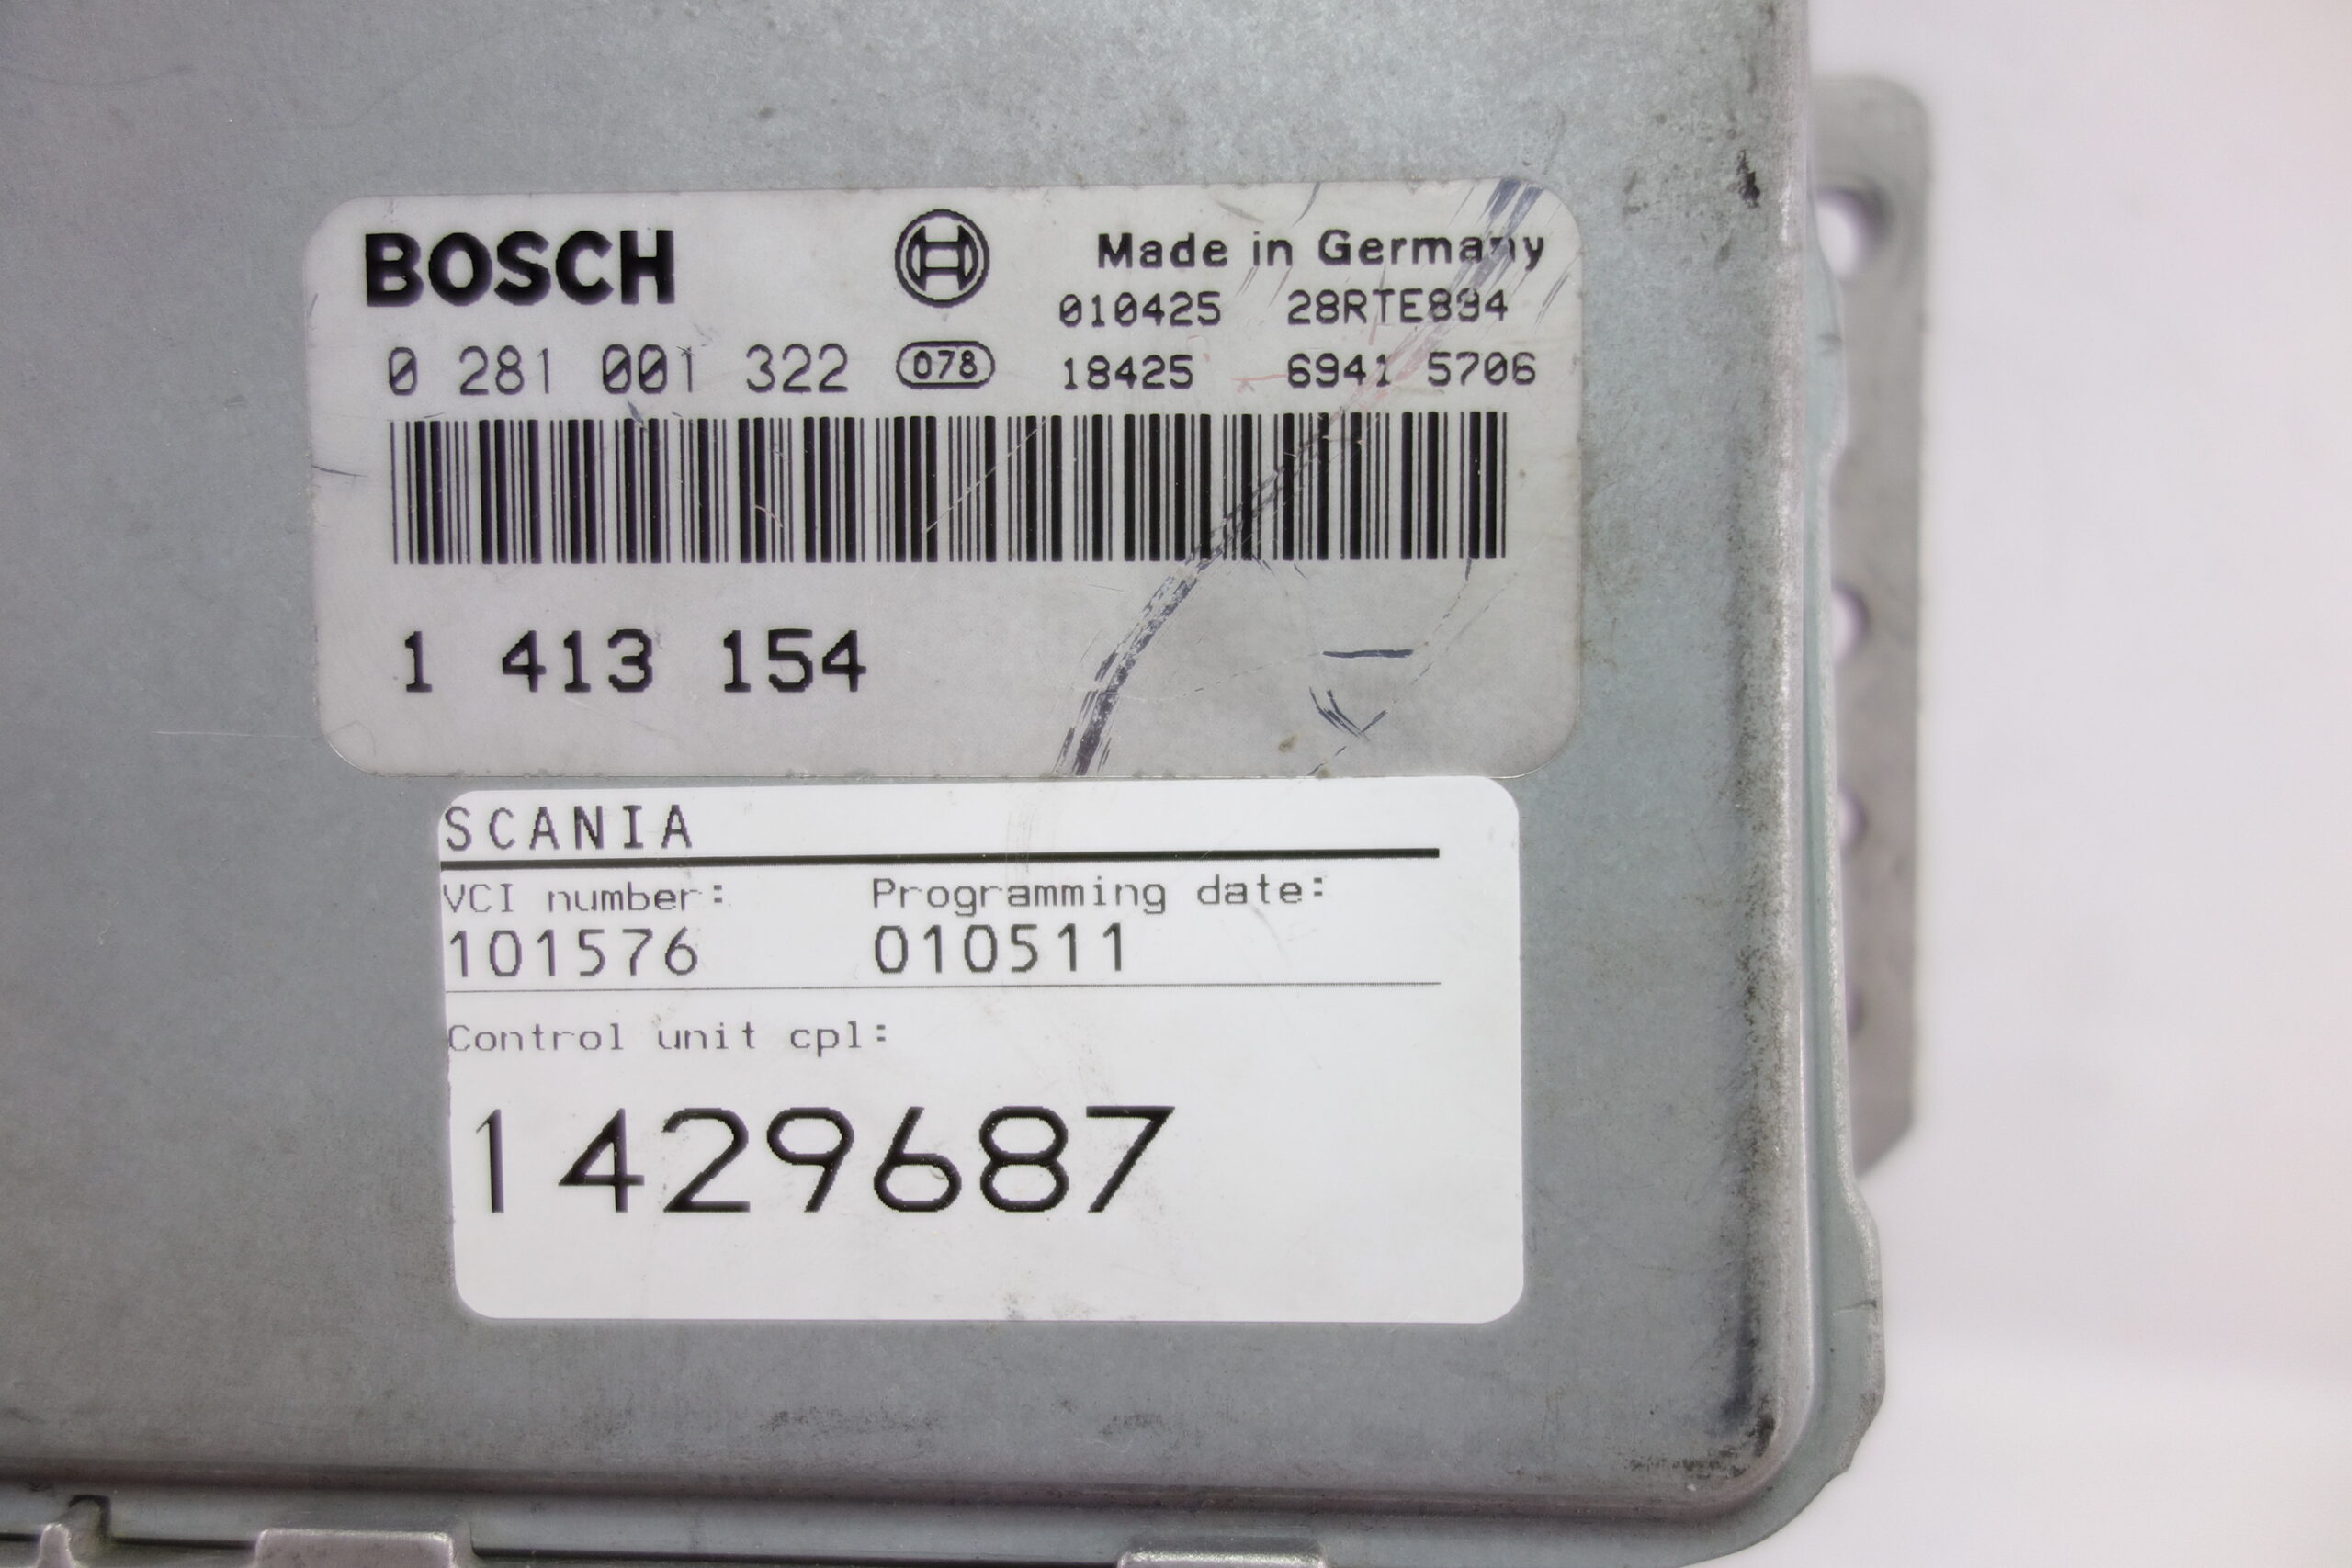 BOSCH Made in Germany
010425 28RTE894
0 281 001 322 078 18425 6941 5706
1 413 154
SCANIA
VCI number: Programming date:
101576 010511
Control unit cpl:
1429687